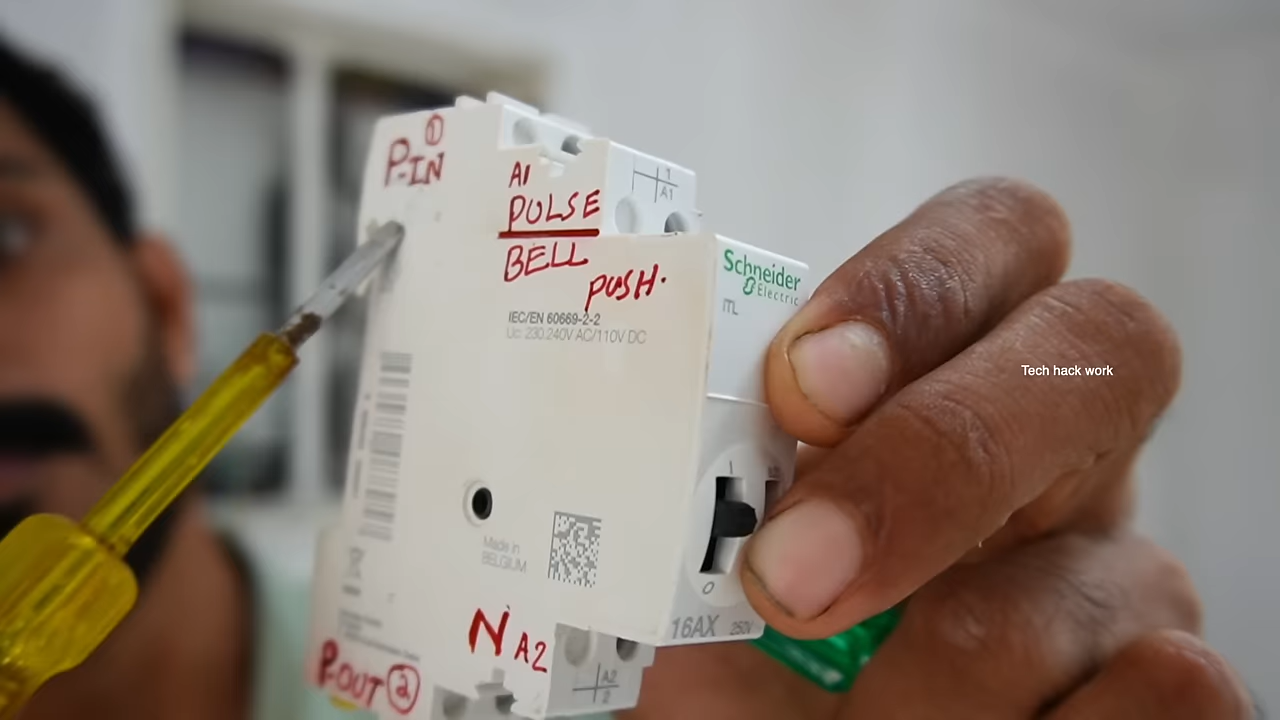 P-IN ①
A1
PULSE
BELL
PUSH.
1
A1
Schneider
Electric
iTL
IEC/EN 60669-2-2
Uc: 230.240V AC/110V DC
Tech hack work
I
Made in
BELGIUM
O
16AX 250V
N A2
P-OUT ②
A2
2